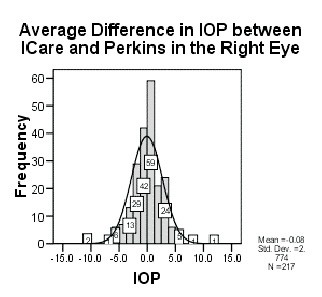 Average Difference in IOP between
ICare and Perkins in the Right Eye
Frequency
60
50
40
30
20
10
0
59
42
29
24
13
2
-15.0 -10.0 -5.0 0.0 5.0 10.0 15.0
IOP
Mean =-0.08
Std. Dev. =2.
774
N =217